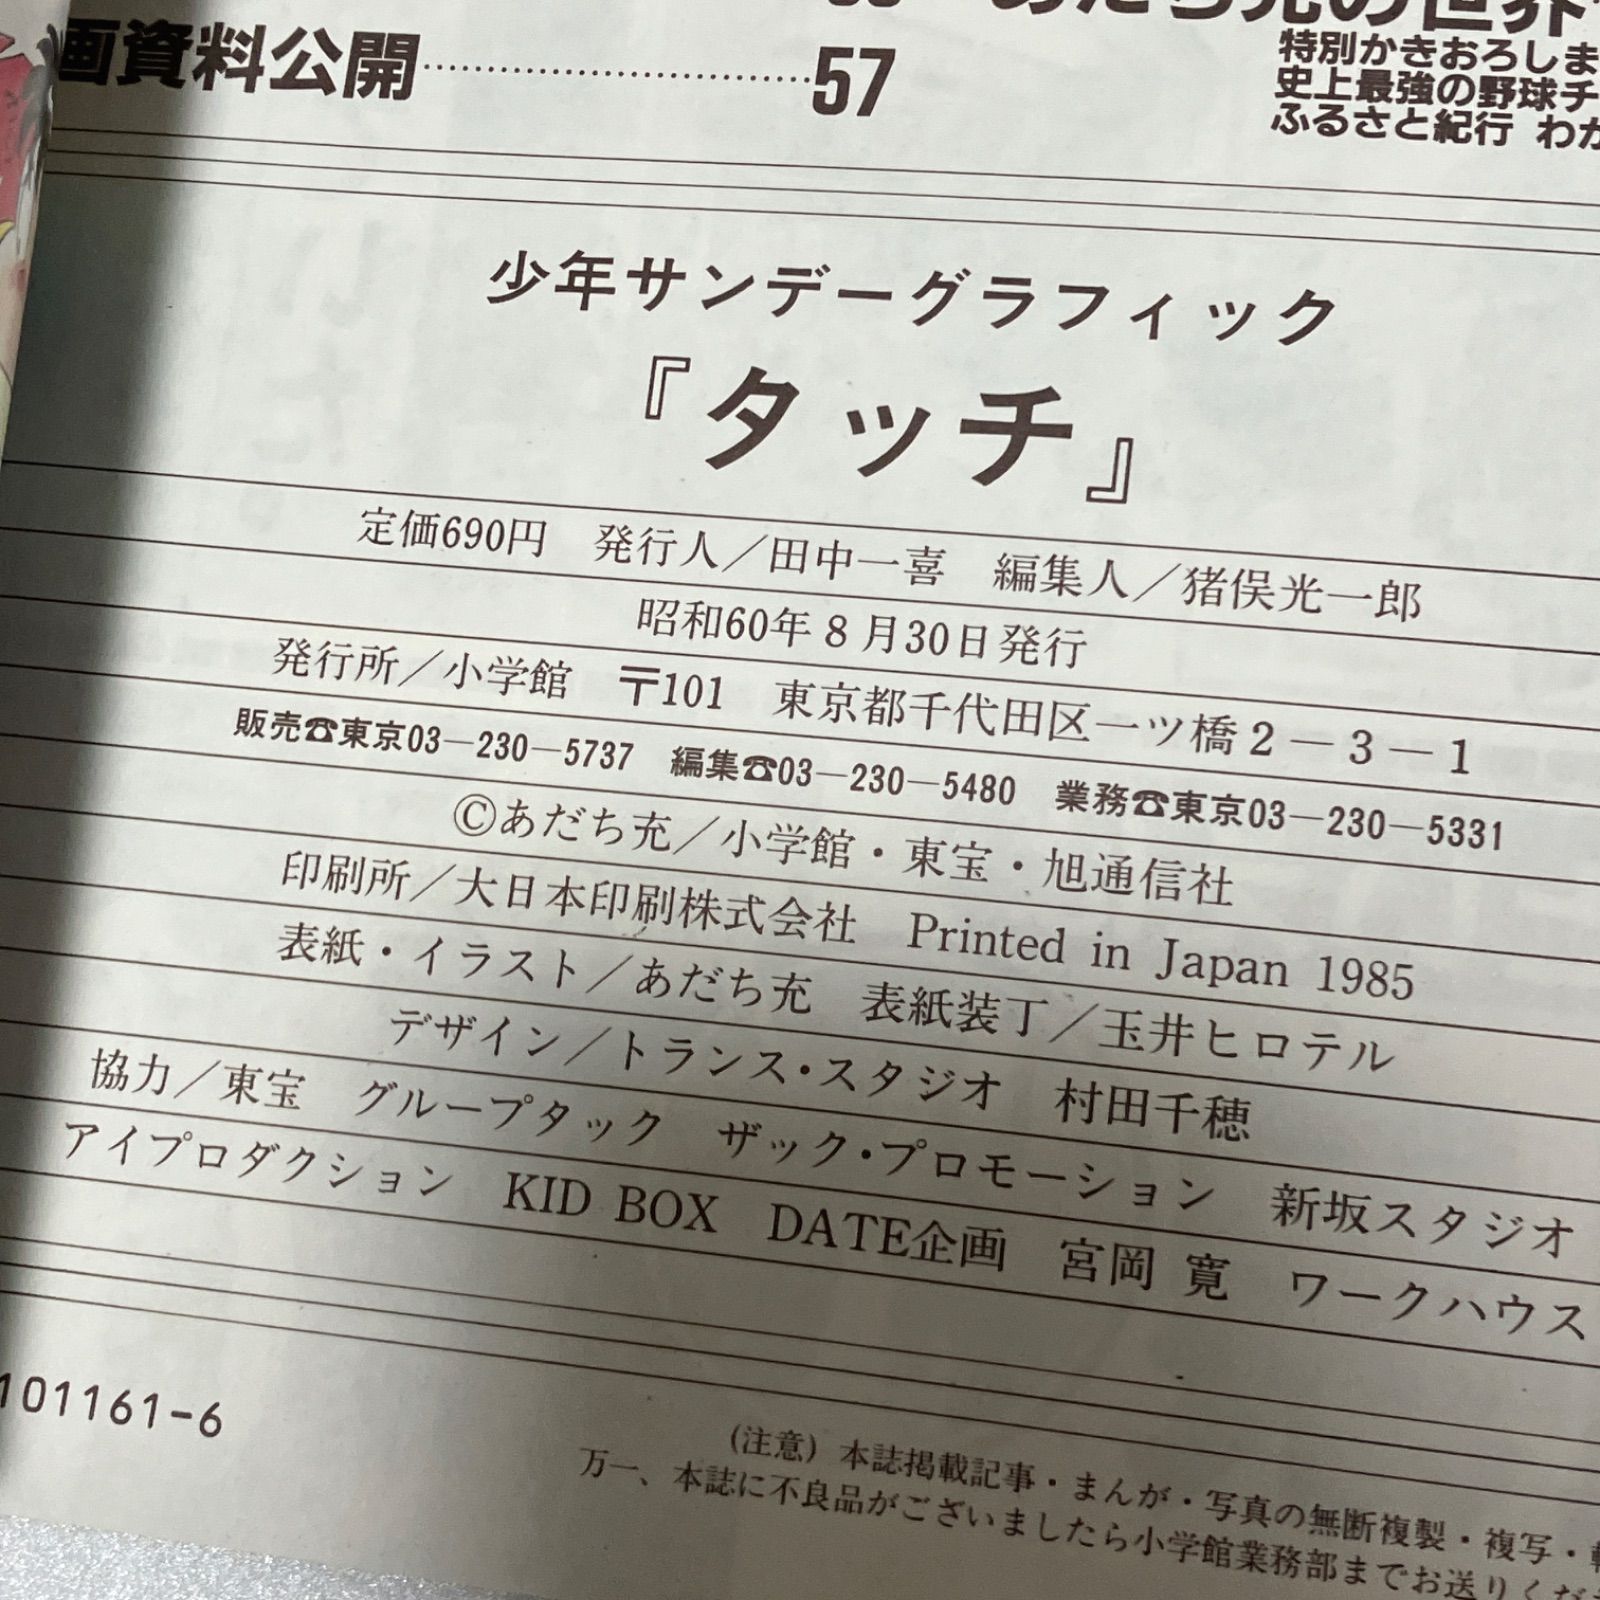 画資料公開……………………57
あだち充の世界
特別かきおろしま
史上最強の野球チ
ふるさと紀行 わか
少年サンデーグラフィック
『タッチ』
定価690円 発行人／田中一喜 編集人／猪俣光一郎
昭和60年8月30日発行
発行所／小学館 〒101 東京都千代田区一ツ橋2－3－1
販売☎東京03－230－5737 編集☎03－230－5480 業務☎東京03－230－5331
©あだち充／小学館・東宝・旭通信社
印刷所／大日本印刷株式会社 Printed in Japan 1985
表紙・イラスト／あだち充 表紙装丁／玉井ヒロテル
デザイン／トランス・スタジオ 村田千穂
協力／東宝 グループタック ザック・プロモーション 新坂スタジオ
アイプロダクション KID BOX DATE企画 宮岡 寛 ワークハウス
101161-6
(注意) 本誌掲載記事・まんが・写真の無断複製・複写・転
万一、本誌に不良品がございましたら小学館業務部までお送りくだ